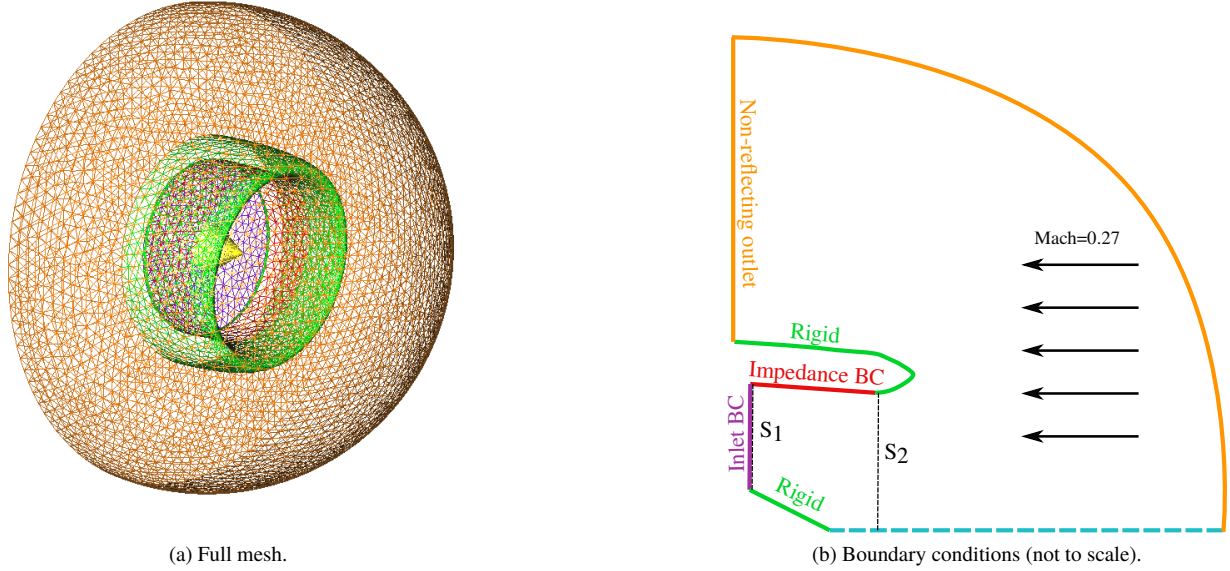 Non-reflecting outlet
Mach=0.27
Rigid
Impedance BC
Inlet BC
S1
S2
Rigid
(a) Full mesh.
(b) Boundary conditions (not to scale).